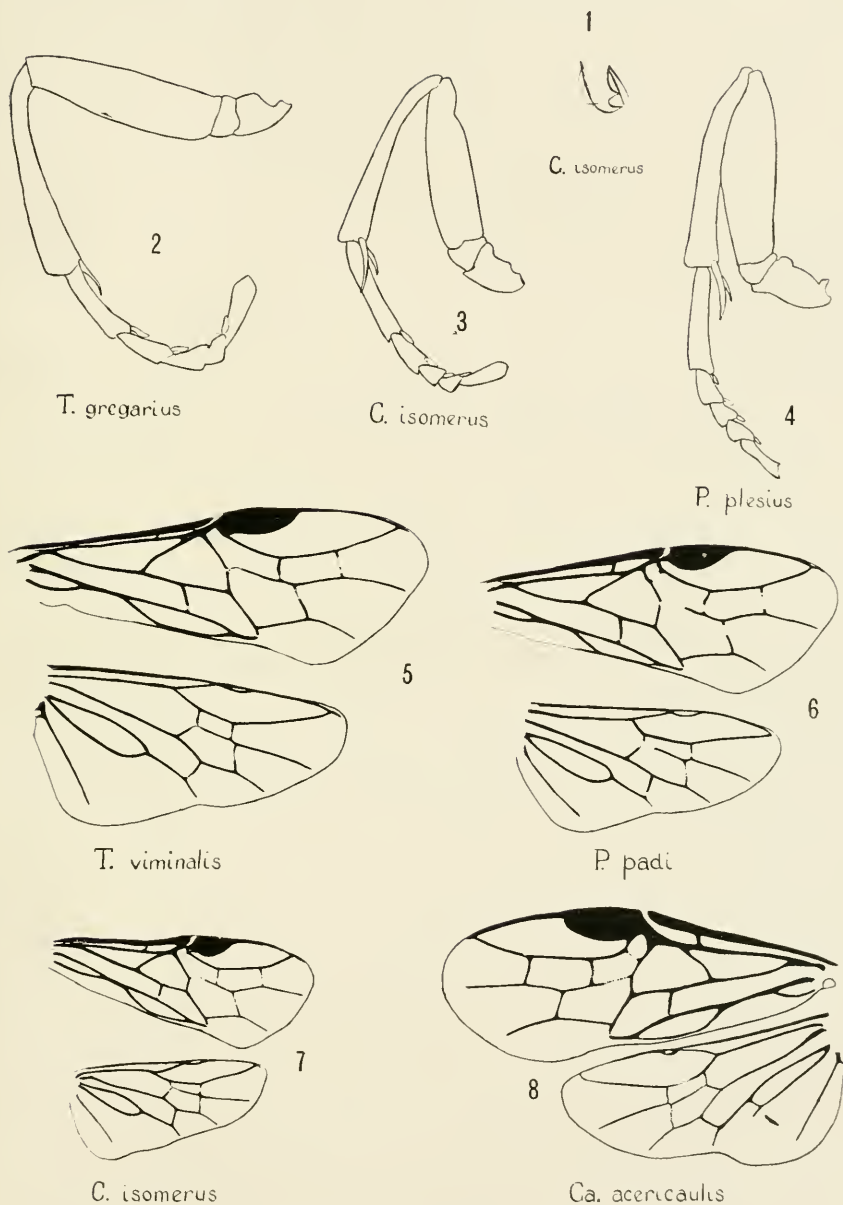 1
C. isomerus
2
T. gregarius
3
C. isomerus
4
P. plesius
5
T. viminalis
6
P. padi
7
C. isomerus
8
Ca. acericaulis